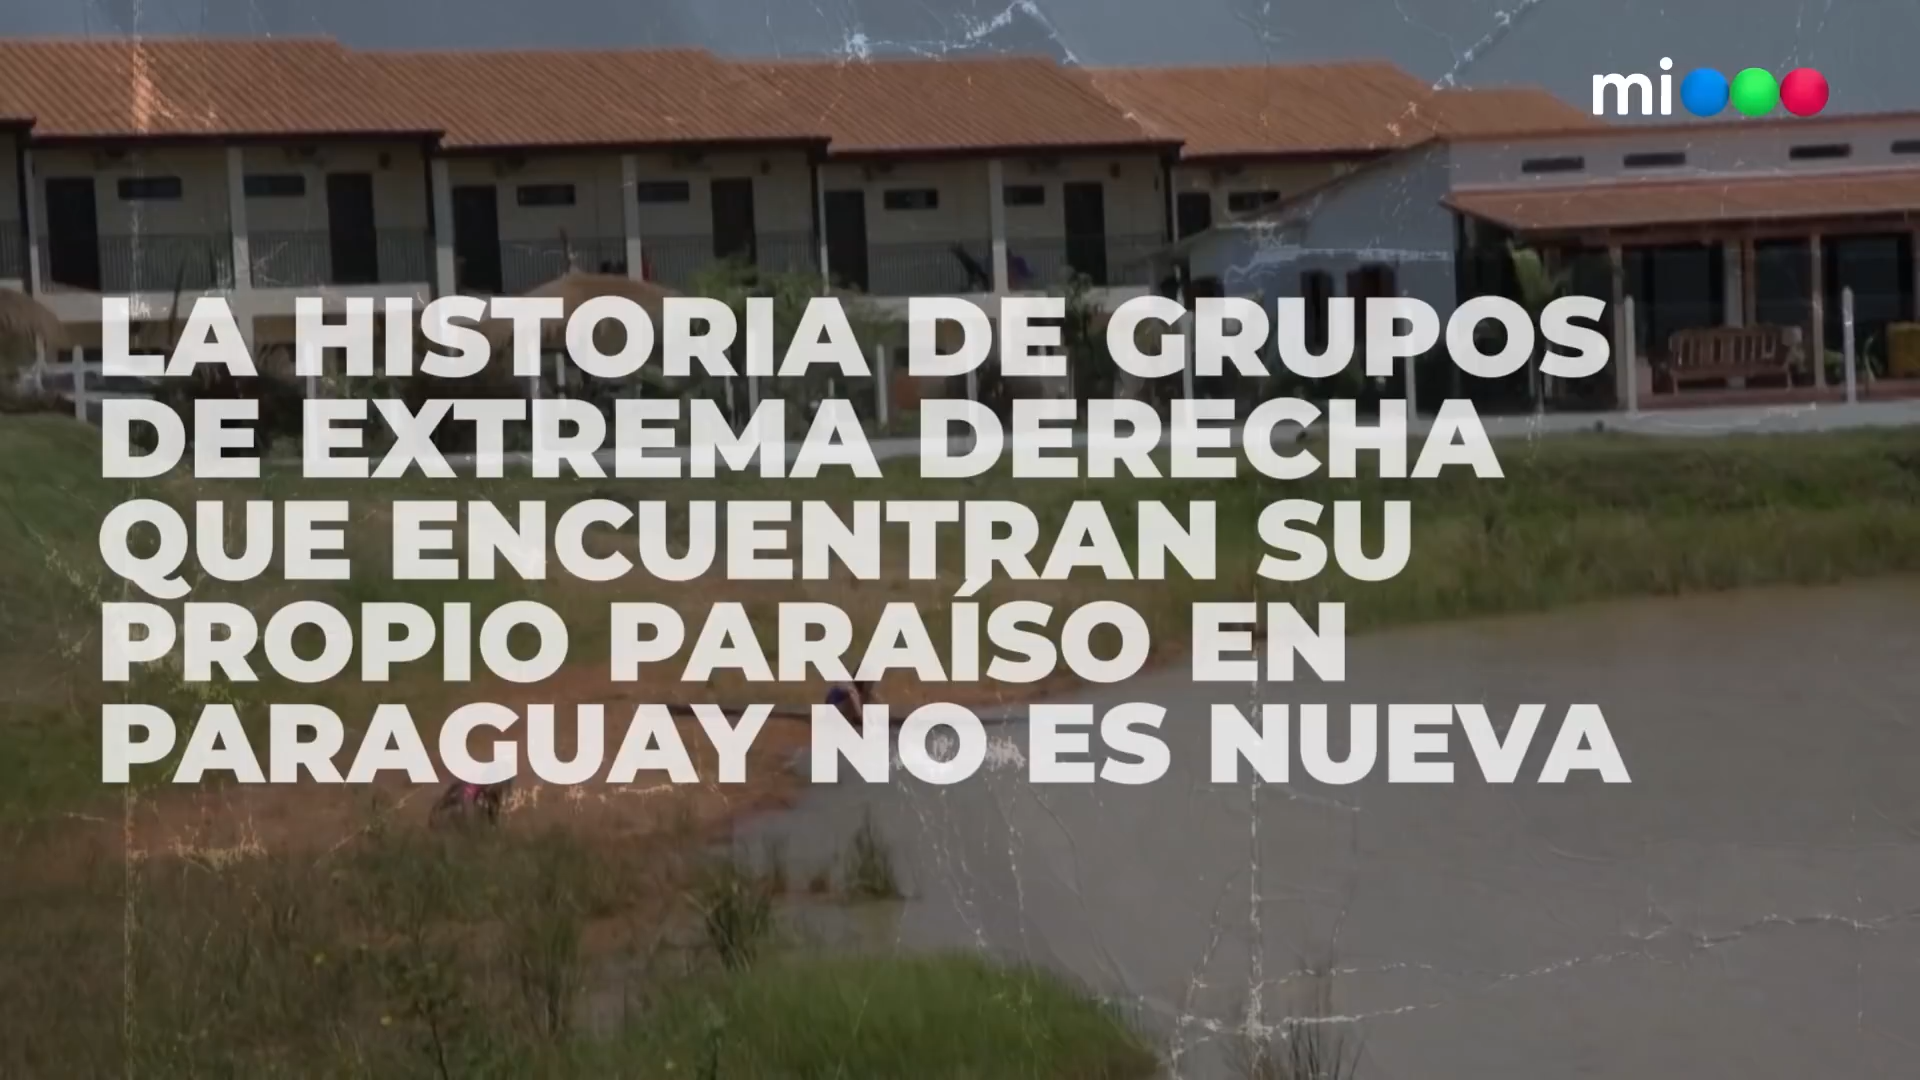 mi
LA HISTORIA DE GRUPOS
DE EXTREMA DERECHA
QUE ENCUENTRAN SU
PROPIO PARAÍSO EN
PARAGUAY NO ES NUEVA